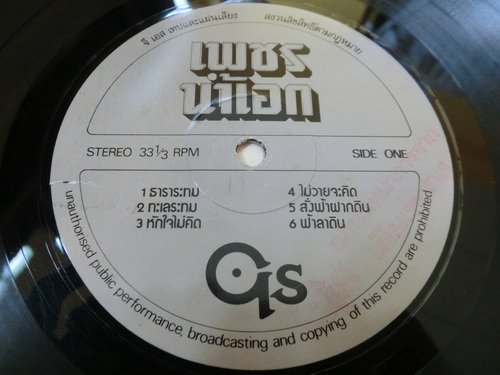 จี เอส เทปและแผ่นเสียง
สงวนลิขสิทธิ์ตามกฎหมาย
เพชร
น้ำเอก
STEREO 33 1/3 RPM
SIDE ONE
1 ธาราระทม
2 ทะเลระทม
3 หักใจไม่คิด
4 ไม่วายจะคิด
5 สั่งฟ้าฝากดิน
6 ฟ้าลาดิน
GS
unauthorised public performance, broadcasting and copying of this record are prohibited